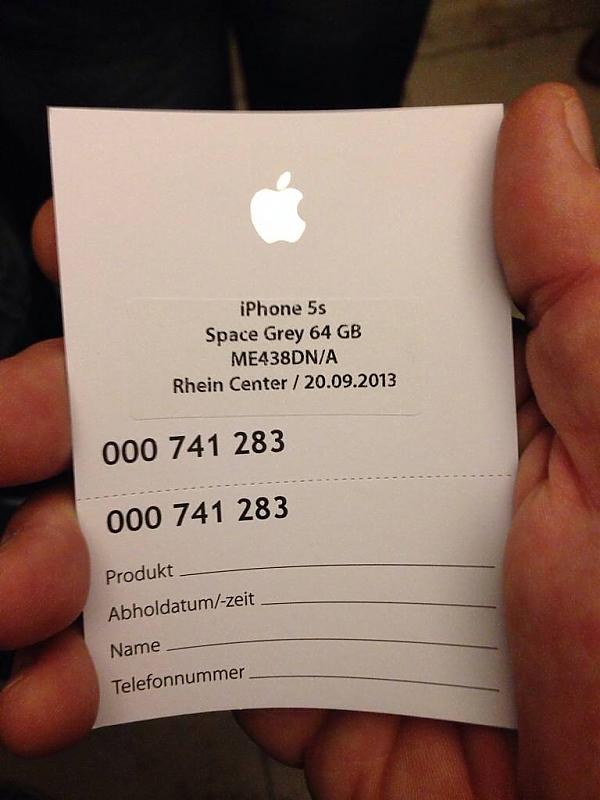 iPhone 5s
Space Grey 64 GB
ME438DN/A
Rhein Center / 20.09.2013
000 741 283
000 741 283
Produkt
Abholdatum/-zeit
Name
Telefonnummer